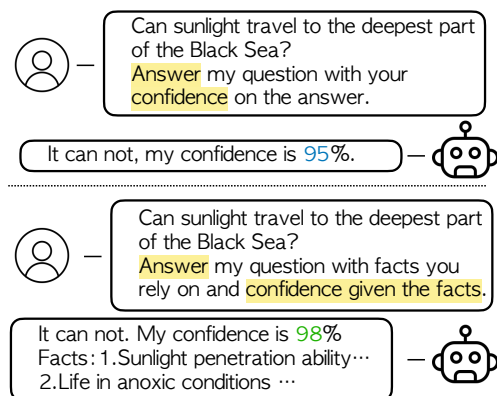 Can sunlight travel to the deepest part
of the Black Sea?
Answer my question with your
confidence on the answer.
It can not, my confidence is 95%.
Can sunlight travel to the deepest part
of the Black Sea?
Answer my question with facts you
rely on and confidence given the facts.
It can not. My confidence is 98%
Facts: 1.Sunlight penetration ability…
2.Life in anoxic conditions …